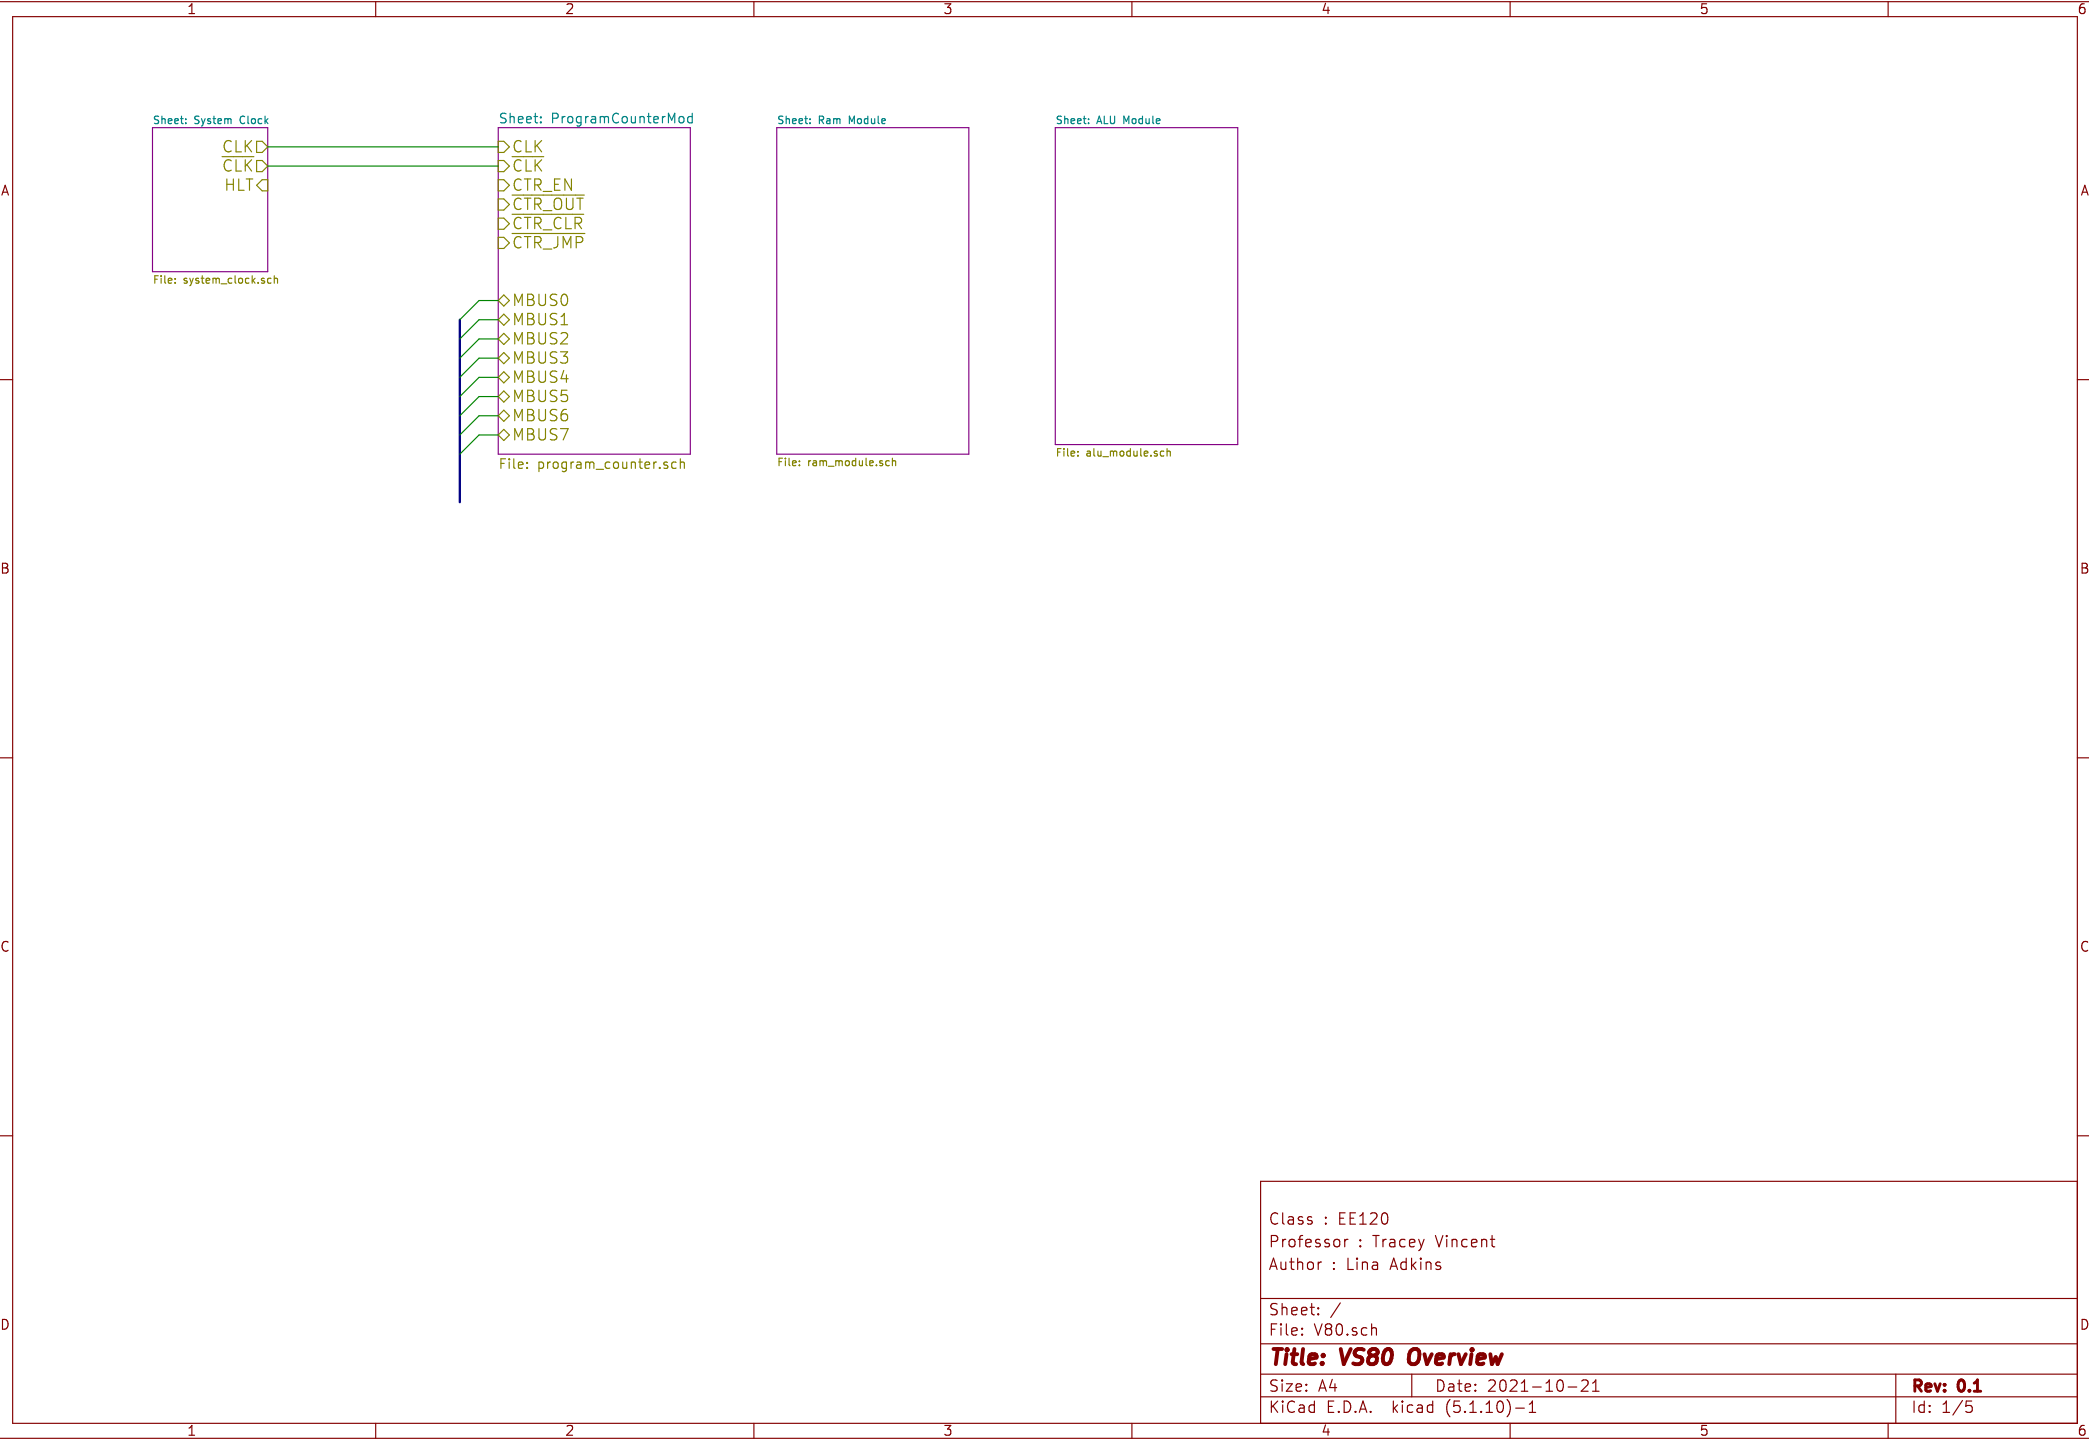 1 2 3 4 5 6
Sheet: System Clock
CLK
CLK
HLT
File: system_clock.sch
Sheet: ProgramCounterMod
CLK
CLK
CTR_EN
CTR_OUT
CTR_CLR
CTR_JMP
MBUS0
MBUS1
MBUS2
MBUS3
MBUS4
MBUS5
MBUS6
MBUS7
File: program_counter.sch
Sheet: Ram Module
File: ram_module.sch
Sheet: ALU Module
File: alu_module.sch
A A
B B
C C
D D
Class : EE120
Professor : Tracey Vincent
Author : Lina Adkins
Sheet: /
File: V80.sch
Title: VS80 Overview
Size: A4 Date: 2021-10-21 Rev: 0.1
KiCad E.D.A. kicad (5.1.10)-1 Id: 1/5
1 2 3 4 5 6